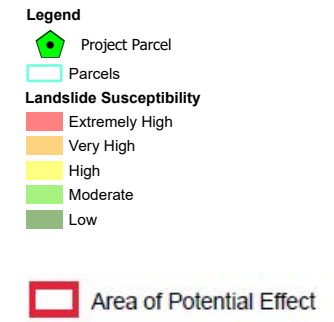 Legend
Project Parcel
Parcels
Landslide Susceptibility
Extremely High
Very High
High
Moderate
Low
Area of Potential Effect